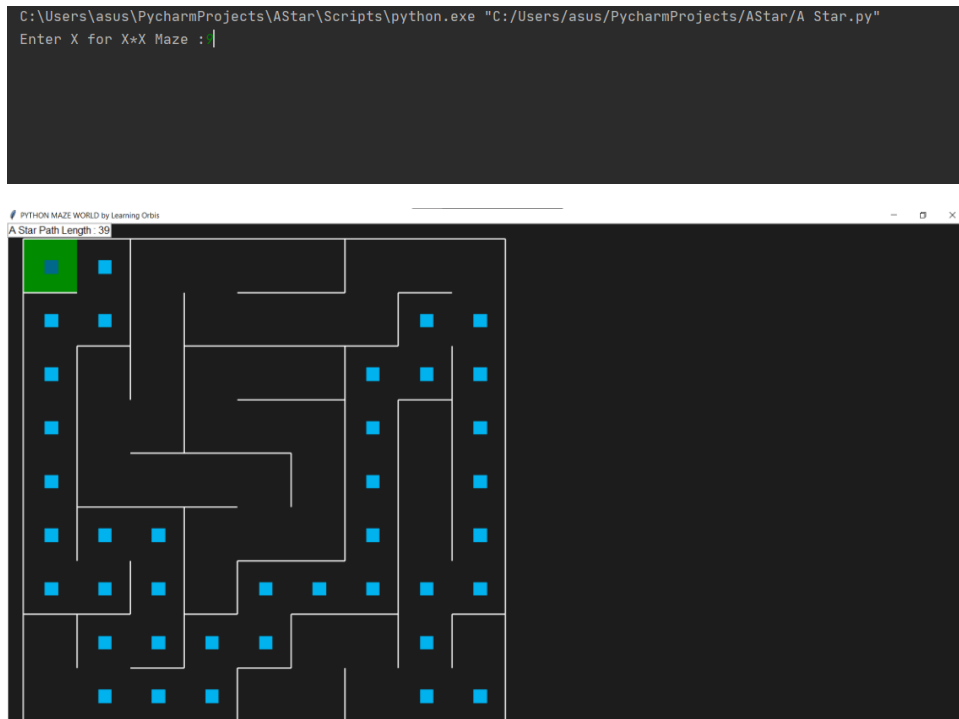 C:\Users\asus\PycharmProjects\AStar\Scripts\python.exe "C:/Users/asus/PycharmProjects/AStar/A Star.py"
Enter X for X*X Maze :9
PYTHON MAZE WORLD by Learning Orbis
A Star Path Length : 39